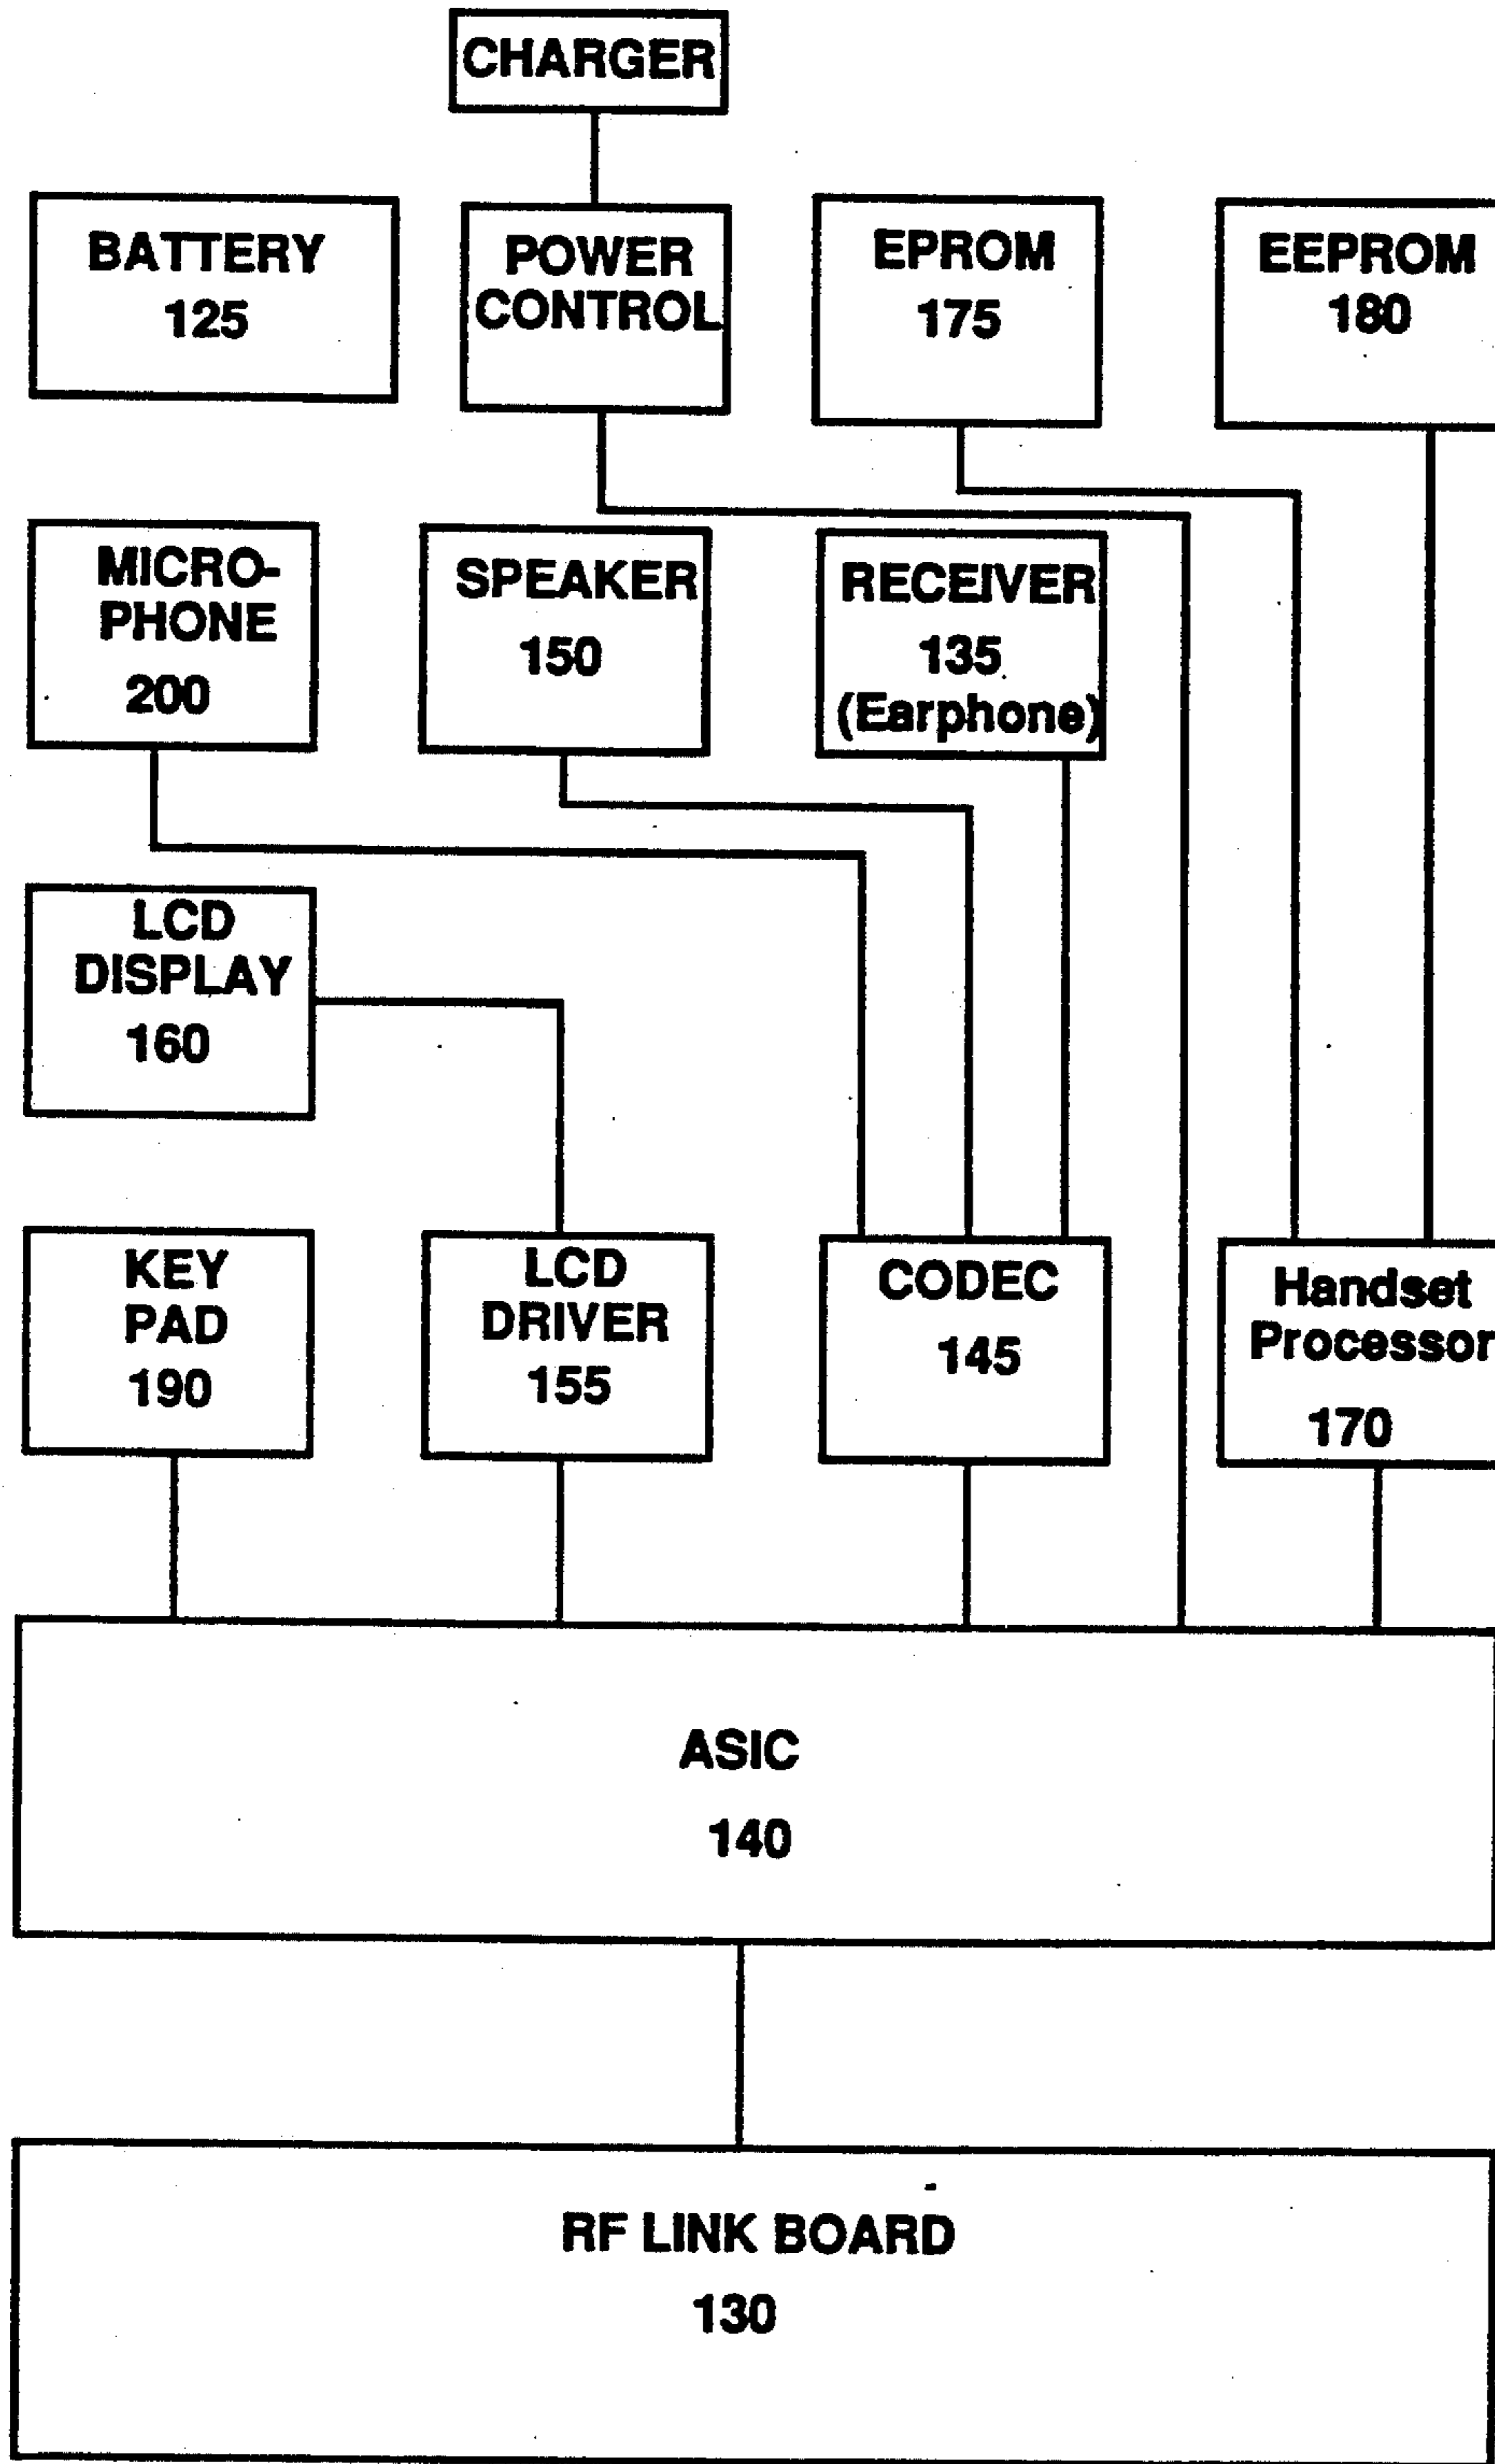 CHARGER
BATTERY
125
POWER
CONTROL
EPROM
175
EEPROM
180
MICRO-
PHONE
200
SPEAKER
150
RECEIVER
135
(Earphone)
LCD
DISPLAY
160
KEY
PAD
190
LCD
DRIVER
155
CODEC
145
Handset
Processor
170
ASIC
140
RF LINK BOARD
130